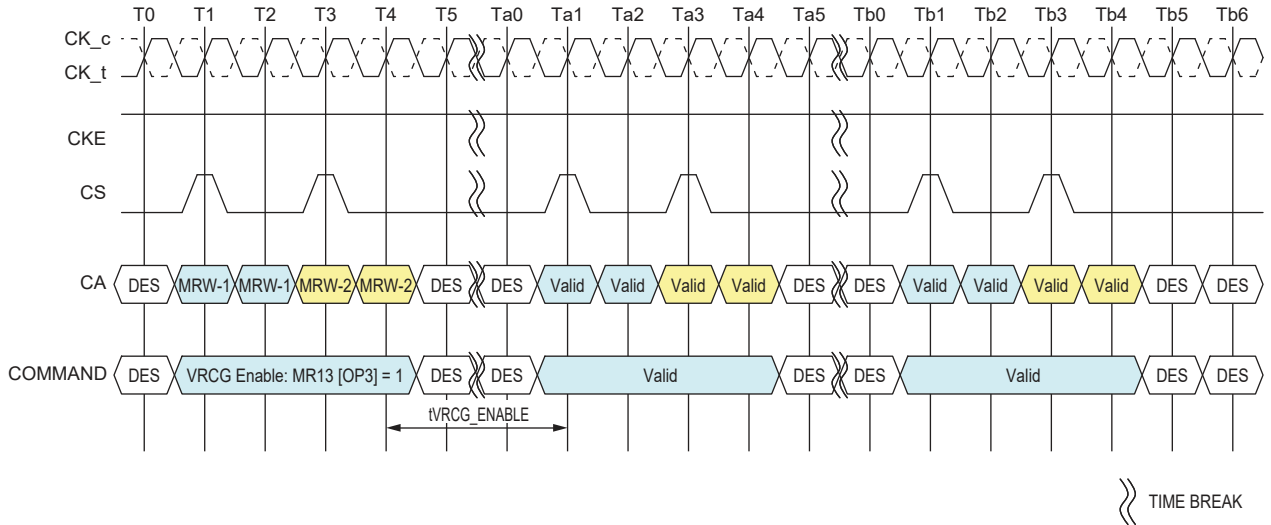 T0 T1 T2 T3 T4 T5 Ta0 Ta1 Ta2 Ta3 Ta4 Ta5 Tb0 Tb1 Tb2 Tb3 Tb4 Tb5 Tb6
CK_c
CK_t
CKE
CS
CA DES MRW-1 MRW-1 MRW-2 MRW-2 DES DES Valid Valid Valid Valid DES DES Valid Valid Valid Valid DES DES
COMMAND DES VRCG Enable: MR13 [OP3] = 1 DES DES Valid DES DES Valid DES DES
tVRCG_ENABLE
TIME BREAK